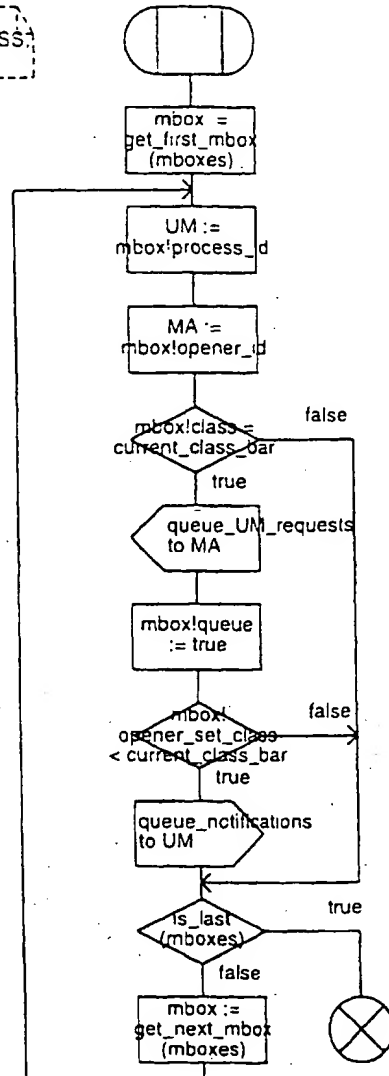 ss.
mbox =
get_first_mbox
(mboxes)
UM :=
mbox!process_id
MA :=
mbox!opener_id
mbox!class =
current_class_bar
false
true
queue_UM_requests
to MA
mbox!queue
:= true
mbox!
opener_set_class
< current_class_bar
false
true
queue_notifications
to UM
is_last
(mboxes)
true
false
mbox :=
get_next_mbox
(mboxes)